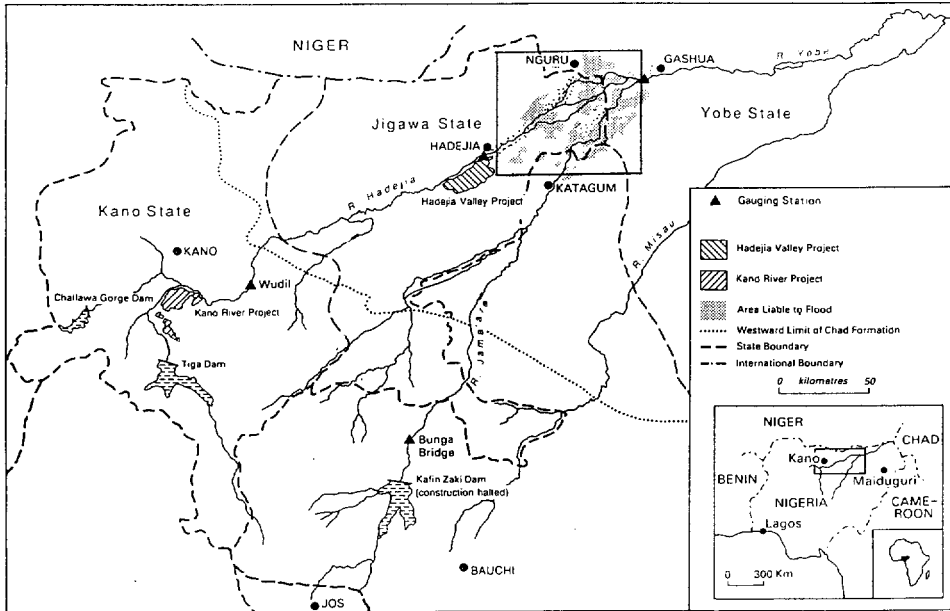 NIGER
NGURU
GASHUA
R. Yobe
Jigawa State
Yobe State
HADEJIA
KATAGUM
R. Hadejia
Hadejia Valley Project
Kano State
R. Misau
KANO
Wudil
Challawa Gorge Dam
Kano River Project
R. Jama'are
Tiga Dam
Bunga
Bridge
Kafin Zaki Dam
(construction halted)
BAUCHI
JOS
Gauging Station
Hadejia Valley Project
Kano River Project
Area Liable to Flood
Westward Limit of Chad Formation
State Boundary
International Boundary
0 kilometres 50
NIGER
CHAD
Kano
BENIN
Maiduguri
NIGERIA
CAME-
ROON
Lagos
0 300 Km